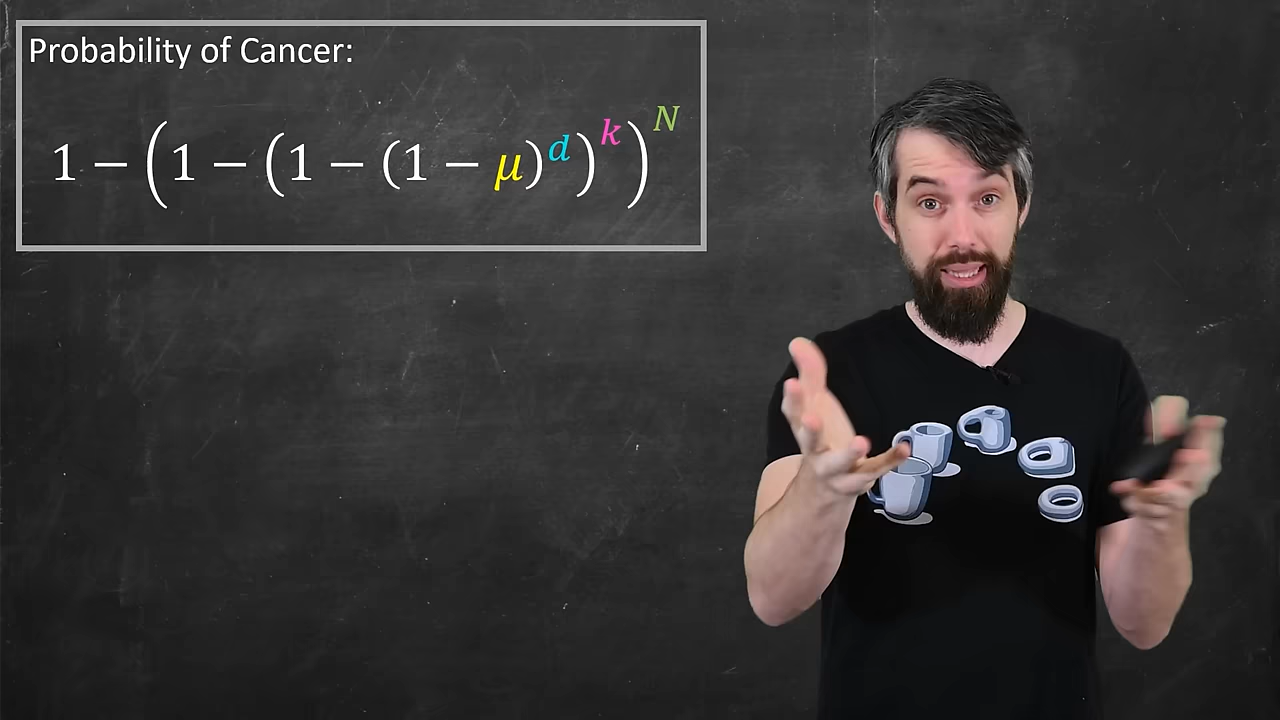 Probability of Cancer:
1 − (1 − (1 − (1 − μ)^d)^k)^N